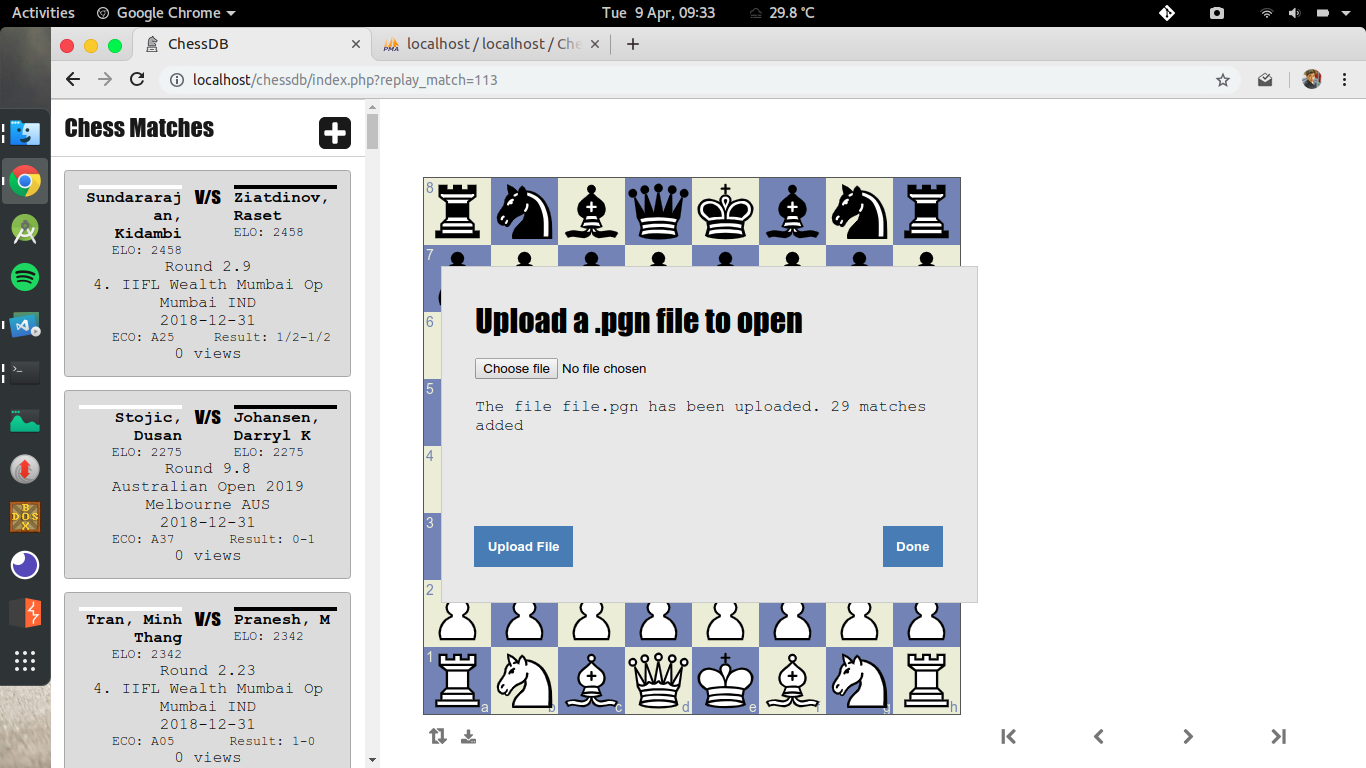 Activities
Google Chrome
Tue 9 Apr, 09:33
29.8 °C
ChessDB
PMA
localhost / localhost / Che
localhost/chessdb/index.php?replay_match=113
Chess Matches
Sundararaj
an,
Kidambi
ELO: 2458
V/S
Ziatdinov,
Raset
ELO: 2458
Round 2.9
4. IIFL Wealth Mumbai Op
Mumbai IND
2018-12-31
ECO: A25 Result: 1/2-1/2
0 views
Stojic,
Dusan
ELO: 2275
V/S
Johansen,
Darryl K
ELO: 2275
Round 9.8
Australian Open 2019
Melbourne AUS
2018-12-31
ECO: A37 Result: 0-1
0 views
Tran, Minh
Thang
ELO: 2342
V/S
Pranesh, M
ELO: 2342
Round 2.23
4. IIFL Wealth Mumbai Op
Mumbai IND
2018-12-31
ECO: A05 Result: 1-0
0 views
8
7
6
5
4
3
2
1
a b c d e f g h
Upload a .pgn file to open
Choose file No file chosen
The file file.pgn has been uploaded. 29 matches
added
Upload File
Done
BOX
DOS